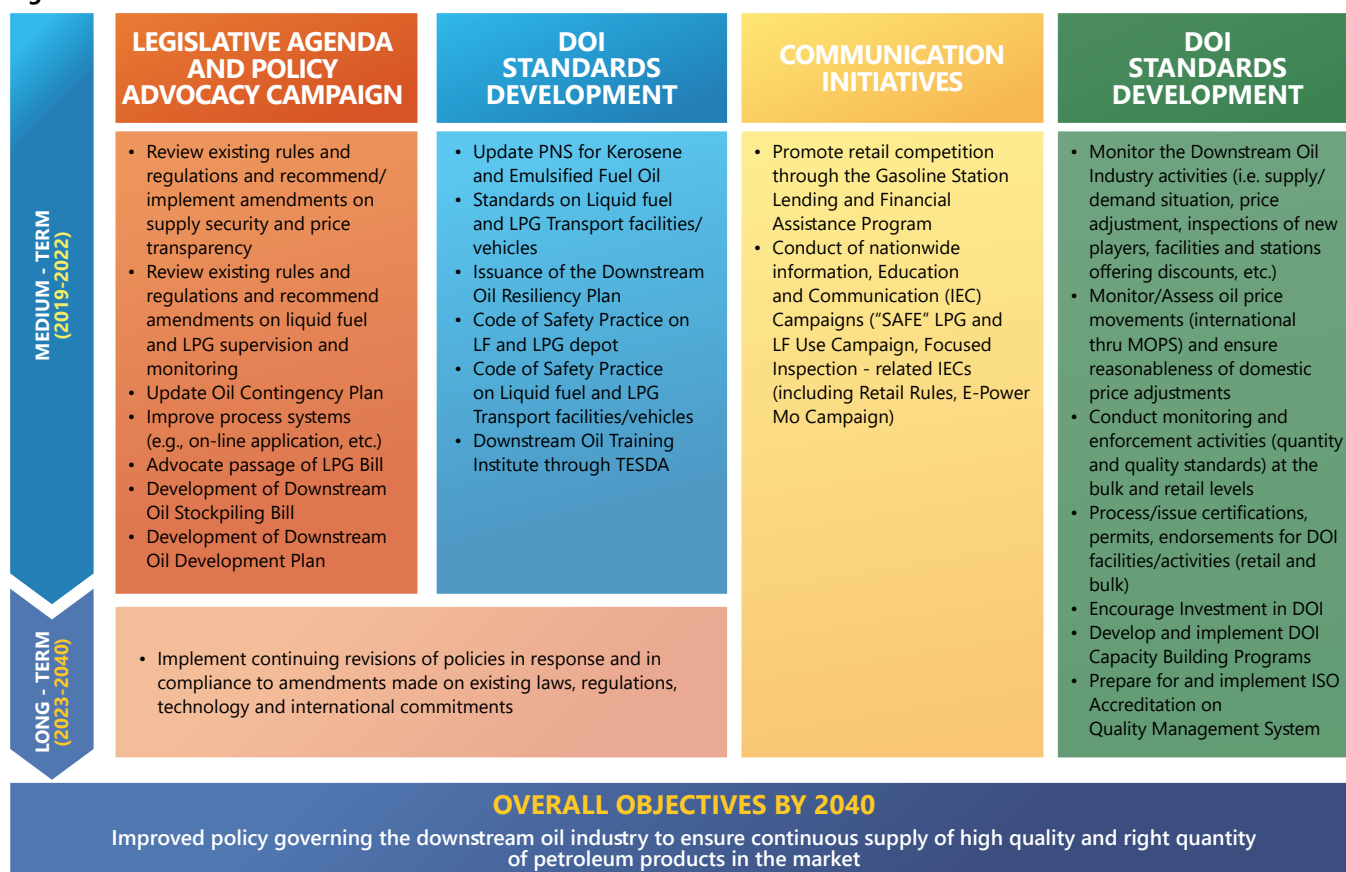 MEDIUM - TERM
(2019-2022)
LONG - TERM
(2023-2040)
LEGISLATIVE AGENDA
AND POLICY
ADVOCACY CAMPAIGN
• Review existing rules and
regulations and recommend/
implement amendments on
supply security and price
transparency
• Review existing rules and
regulations and recommend
amendments on liquid fuel
and LPG supervision and
monitoring
• Update Oil Contingency Plan
• Improve process systems
(e.g., on-line application, etc.)
• Advocate passage of LPG Bill
• Development of Downstream
Oil Stockpiling Bill
• Development of Downstream
Oil Development Plan
DOI
STANDARDS
DEVELOPMENT
• Update PNS for Kerosene
and Emulsified Fuel Oil
• Standards on Liquid fuel
and LPG Transport facilities/
vehicles
• Issuance of the Downstream
Oil Resiliency Plan
• Code of Safety Practice on
LF and LPG depot
• Code of Safety Practice
on Liquid fuel and LPG
Transport facilities/vehicles
• Downstream Oil Training
Institute through TESDA
• Implement continuing revisions of policies in response and in
compliance to amendments made on existing laws, regulations,
technology and international commitments
COMMUNICATION
INITIATIVES
• Promote retail competition
through the Gasoline Station
Lending and Financial
Assistance Program
• Conduct of nationwide
information, Education
and Communication (IEC)
Campaigns (“SAFE” LPG and
LF Use Campaign, Focused
Inspection - related IECs
(including Retail Rules, E-Power
Mo Campaign)
DOI
STANDARDS
DEVELOPMENT
• Monitor the Downstream Oil
Industry activities (i.e. supply/
demand situation, price
adjustment, inspections of new
players, facilities and stations
offering discounts, etc.)
• Monitor/Assess oil price
movements (international
thru MOPS) and ensure
reasonableness of domestic
price adjustments
• Conduct monitoring and
enforcement activities (quantity
and quality standards) at the
bulk and retail levels
• Process/issue certifications,
permits, endorsements for DOI
facilities/activities (retail and
bulk)
• Encourage Investment in DOI
• Develop and implement DOI
Capacity Building Programs
• Prepare for and implement ISO
Accreditation on
Quality Management System
OVERALL OBJECTIVES BY 2040
Improved policy governing the downstream oil industry to ensure continuous supply of high quality and right quantity
of petroleum products in the market